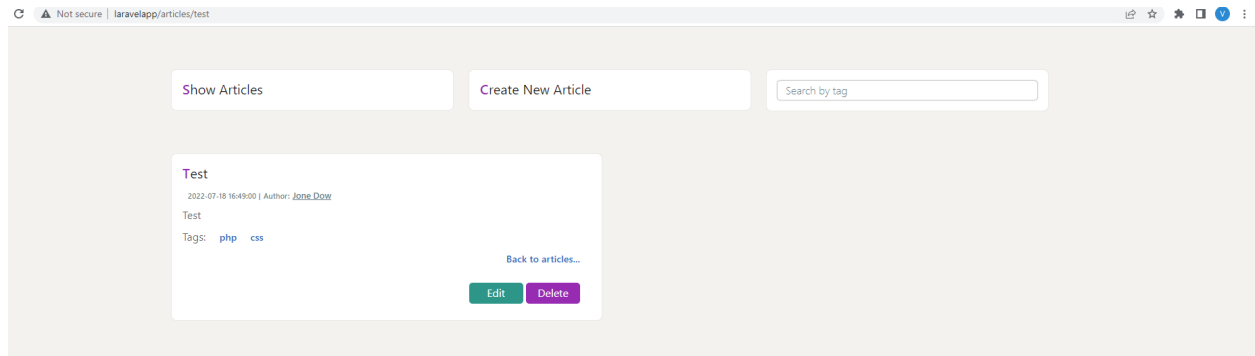 Not secure | laravelapp/articles/test
V
Show Articles
Create New Article
Search by tag
Test
2022-07-18 16:49:00 | Author: Jone Dow
Test
Tags: php css
Back to articles...
Edit Delete